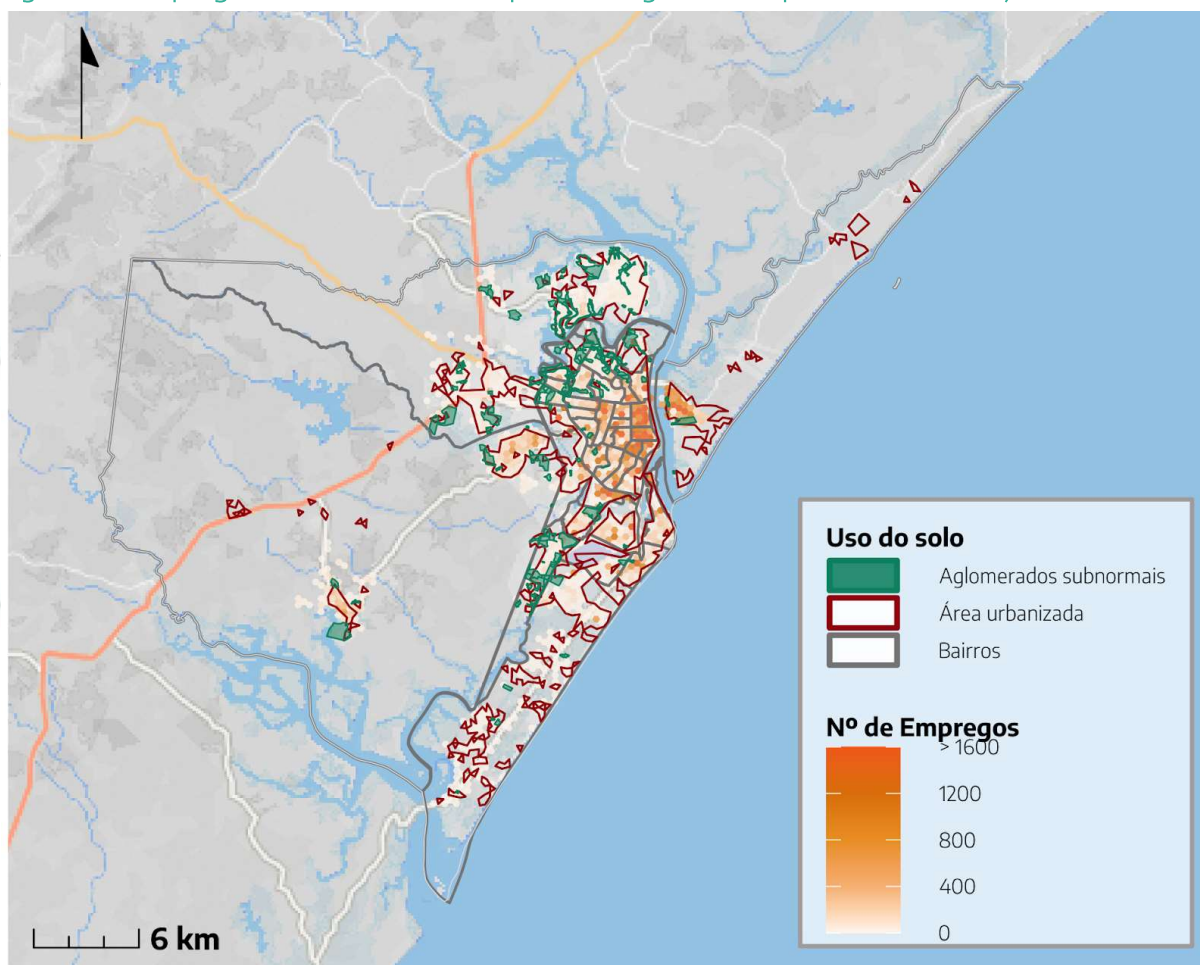 Uso do solo
Aglomerados subnormais
Área urbanizada
Bairros
Nº de Empregos
> 1600
1200
800
400
0
6 km